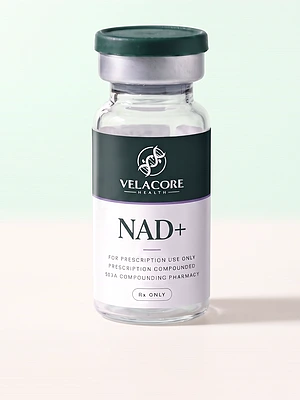 VELACORE
HEALTH
NAD+
FOR PRESCRIPTION USE ONLY
PRESCRIPTION COMPOUNDED
503A COMPOUNDING PHARMACY
Rx ONLY